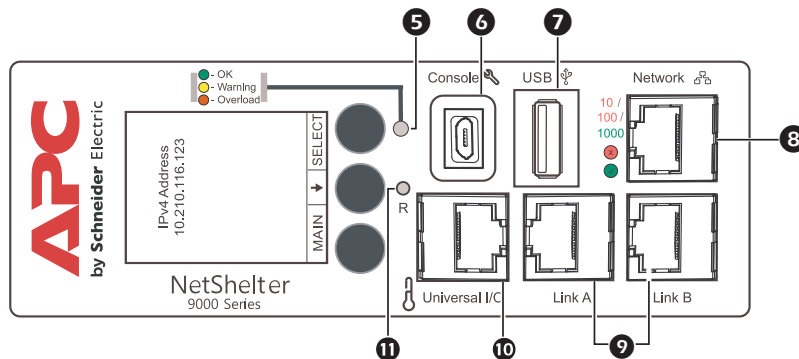 5
6
7
- OK
- Warning
- Overload
Console
USB
Network
10 /
100 /
1000
x
✓
8
APC
by Schneider Electric
IPv4 Address
10.210.116.123
SELECT
MAIN
R
11
NetShelter
9000 Series
Universal I/O
Link A
Link B
10
9